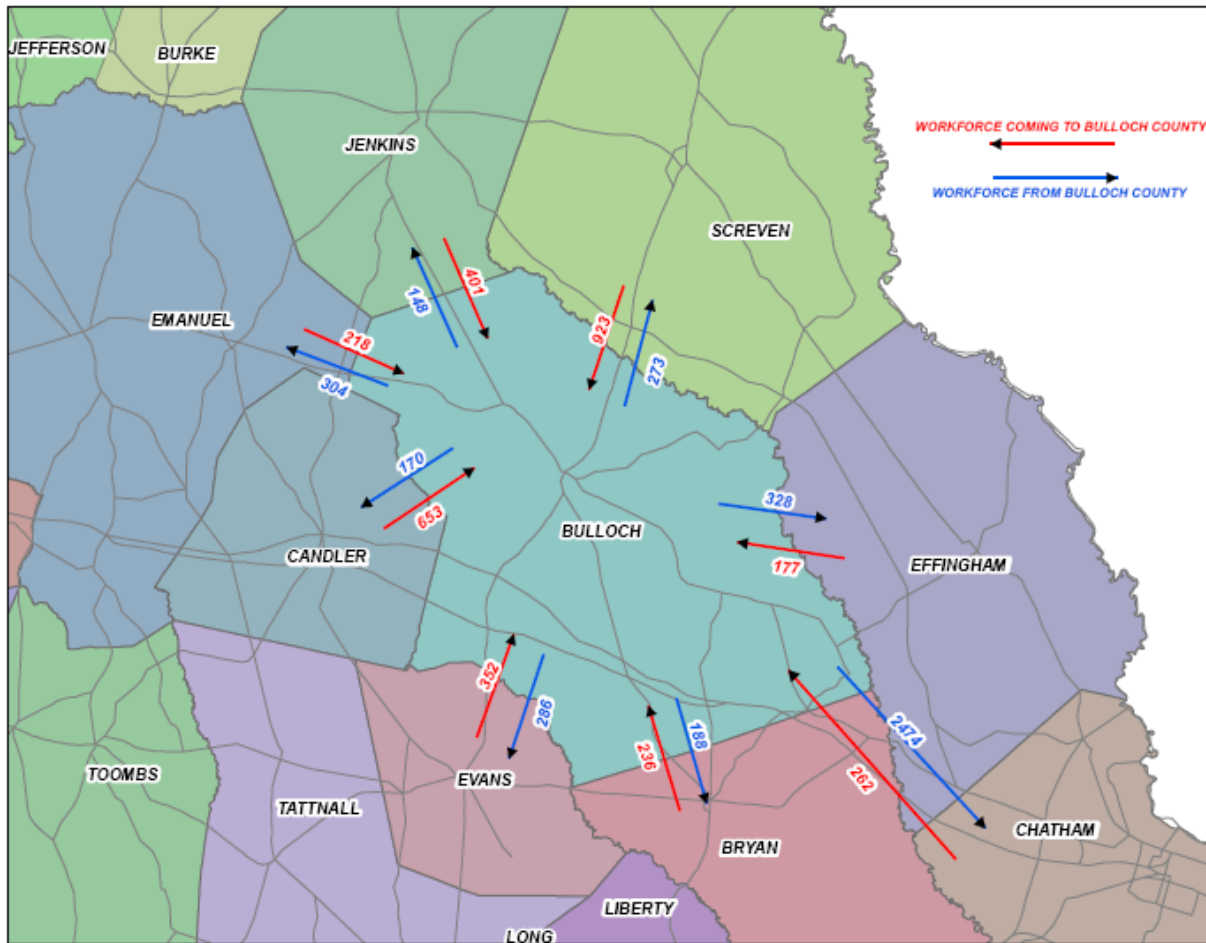 JEFFERSON
BURKE
WORKFORCE COMING TO BULLOCH COUNTY
JENKINS
WORKFORCE FROM BULLOCH COUNTY
SCREVEN
401
148
EMANUEL
923
218
273
304
170
653
328
BULLOCH
CANDLER
177
EFFINGHAM
352
286
188
2474
236
262
TOOMBS
EVANS
TATTNALL
CHATHAM
BRYAN
LIBERTY
LONG